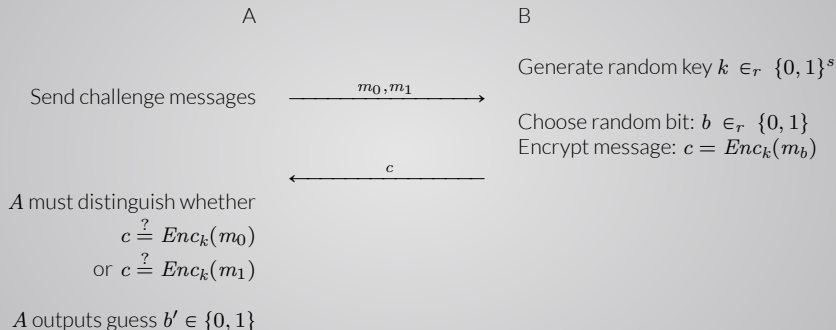 A B
Generate random key k ∈ᵣ {0, 1}ˢ
Send challenge messages
m₀, m₁
Choose random bit: b ∈ᵣ {0, 1}
Encrypt message: c = Encₖ(m_b)
c
A must distinguish whether
c ≟ Encₖ(m₀)
or c ≟ Encₖ(m₁)
A outputs guess b′ ∈ {0, 1}